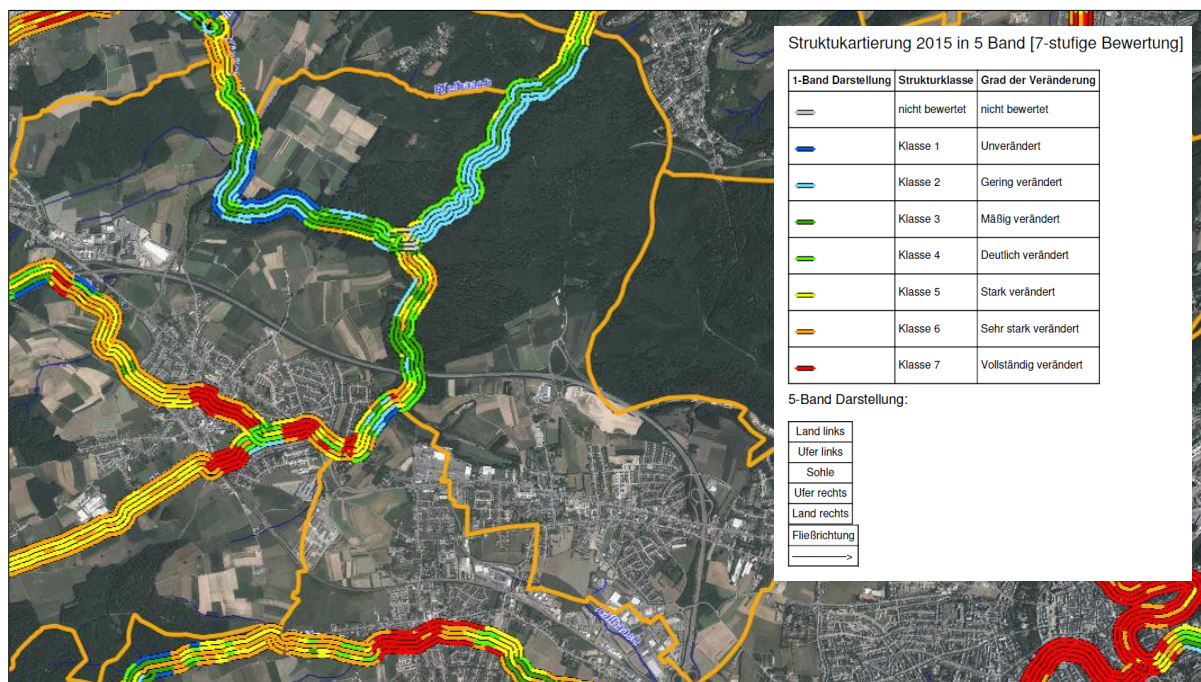 Struktukartierung 2015 in 5 Band [7-stufige Bewertung]
1-Band Darstellung Strukturklasse Grad der Veränderung
nicht bewertet nicht bewertet
Klasse 1 Unverändert
Klasse 2 Gering verändert
Klasse 3 Mäßig verändert
Klasse 4 Deutlich verändert
Klasse 5 Stark verändert
Klasse 6 Sehr stark verändert
Klasse 7 Vollständig verändert
5-Band Darstellung:
Land links
Ufer links
Sohle
Ufer rechts
Land rechts
Fließrichtung